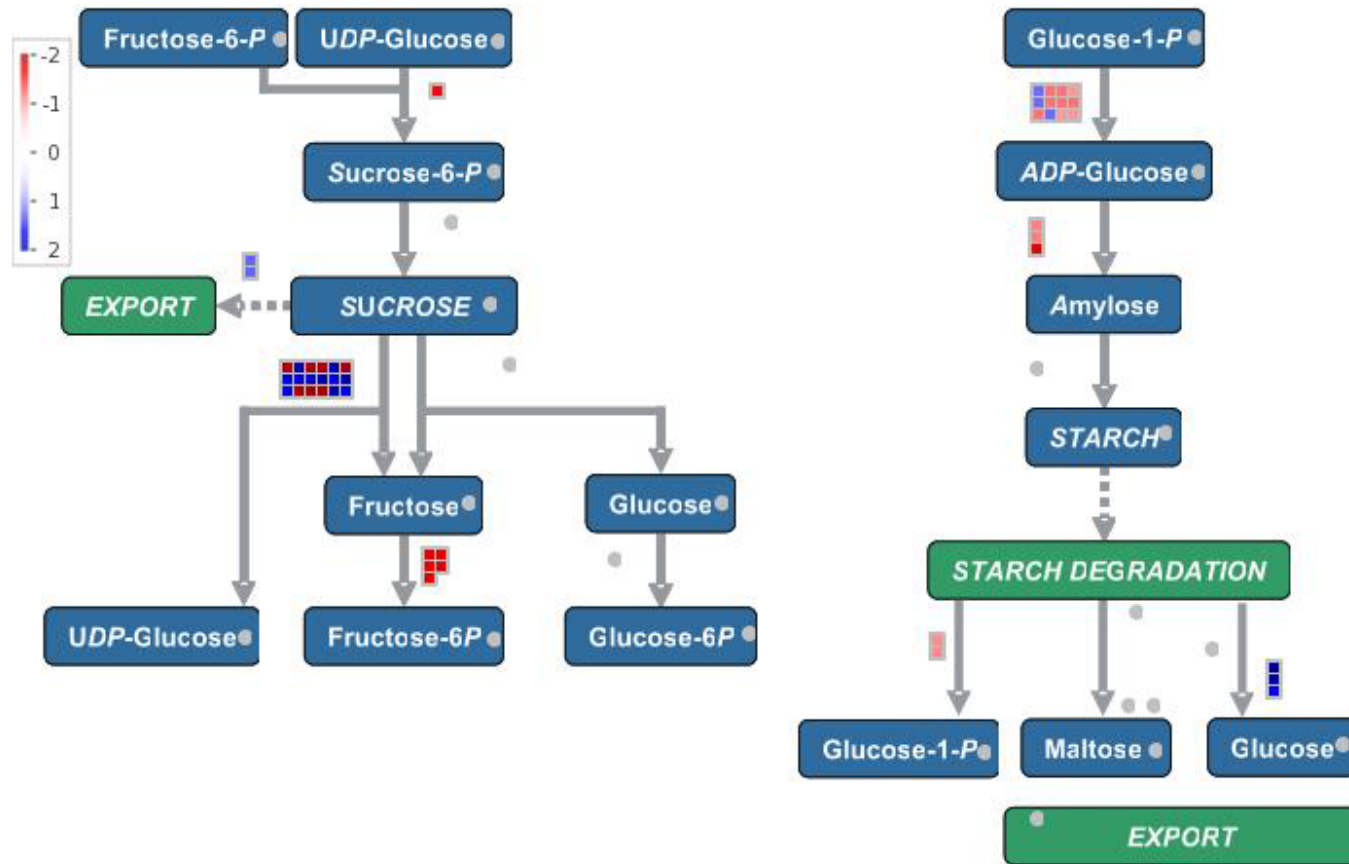 Fructose-6-P
UDP-Glucose
Glucose-1-P
-2
-1
0
1
2
Sucrose-6-P
ADP-Glucose
EXPORT
SUCROSE
Amylose
STARCH
Fructose
Glucose
STARCH DEGRADATION
UDP-Glucose
Fructose-6P
Glucose-6P
Glucose-1-P
Maltose
Glucose
EXPORT